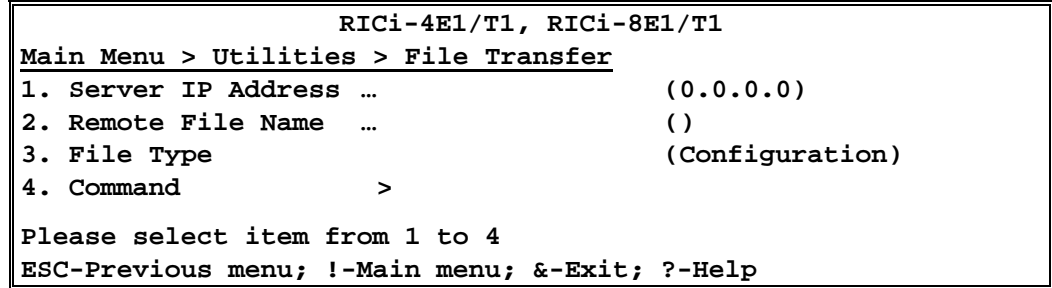 RICi-4E1/T1, RICi-8E1/T1
Main Menu > Utilities > File Transfer
1. Server IP Address … (0.0.0.0)
2. Remote File Name … ()
3. File Type (Configuration)
4. Command >
Please select item from 1 to 4
ESC-Previous menu; !-Main menu; &-Exit; ?-Help